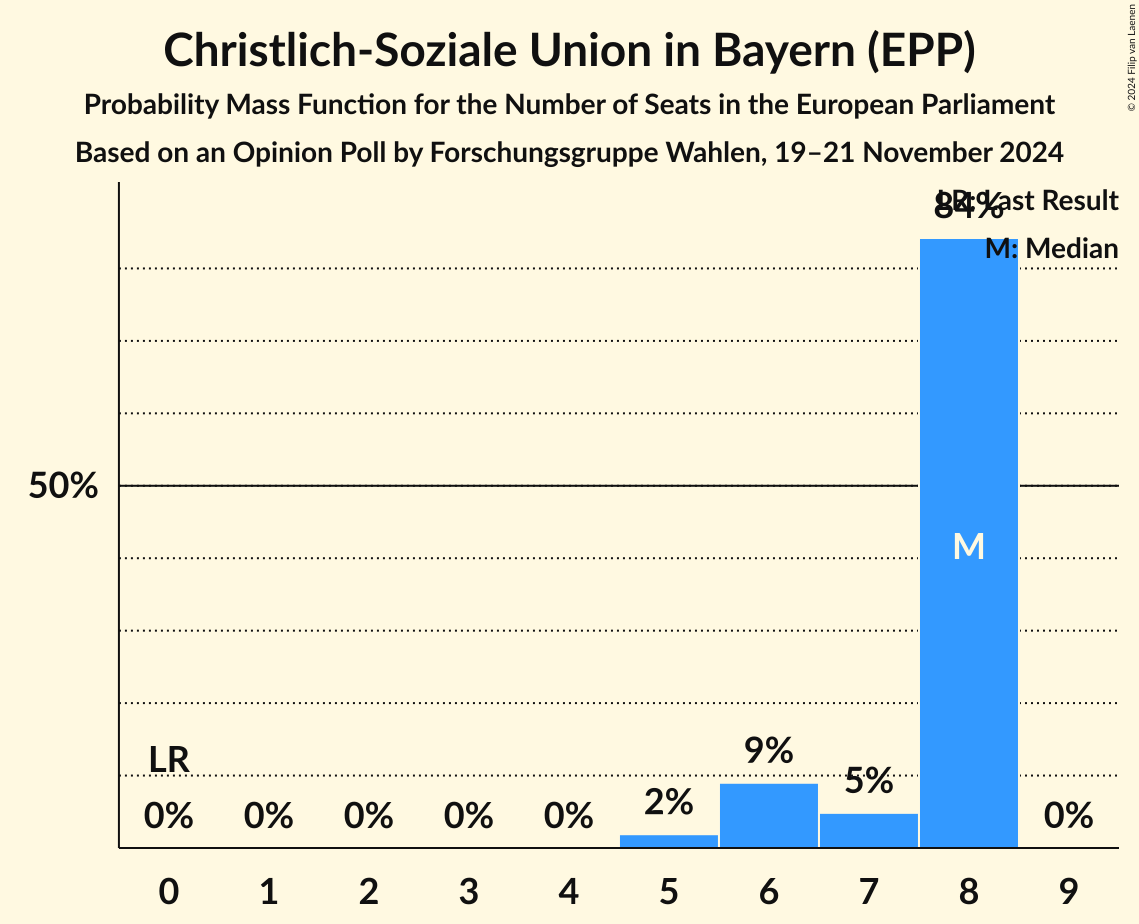 Christlich-Soziale Union in Bayern (EPP)
Probability Mass Function for the Number of Seats in the European Parliament
Based on an Opinion Poll by Forschungsgruppe Wahlen, 19–21 November 2024
© 2024 Filip van Laenen
LR: Last Result
84%
M: Median
50%
M
LR
9%
5%
2%
0% 0% 0% 0% 0% 0%
0 1 2 3 4 5 6 7 8 9